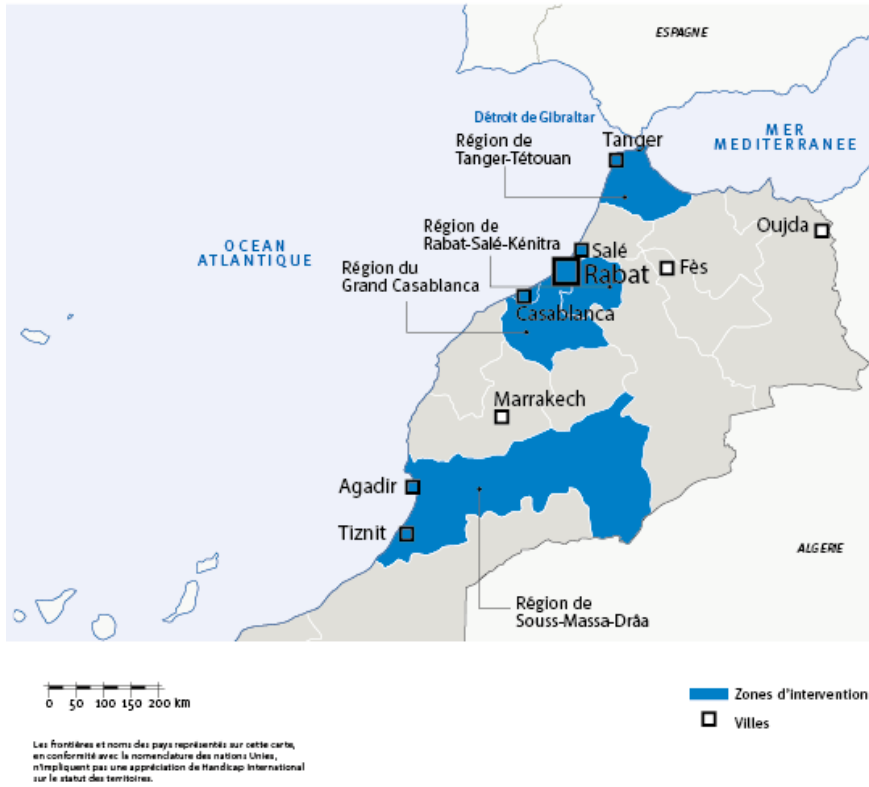 ESPAGNE
Détroit de Gibraltar
MER
MEDITERRANEE
Tanger
Région de
Tanger-Tétouan
Oujda
Région de
Rabat-Salé-Kénitra
OCEAN
ATLANTIQUE
Salé
Rabat
Fès
Région du
Grand Casablanca
Casablanca
Marrakech
Agadir
Tiznit
ALGERIE
Région de
Souss-Massa-Drâa
0 50 100 150 200 km
Zones d'intervention
Villes
Les frontières et noms des pays représentés sur cette carte,
en conformité avec la nomenclature des nations Unies,
n'impliquent pas une appréciation de Handicap International
sur le statut des territoires.